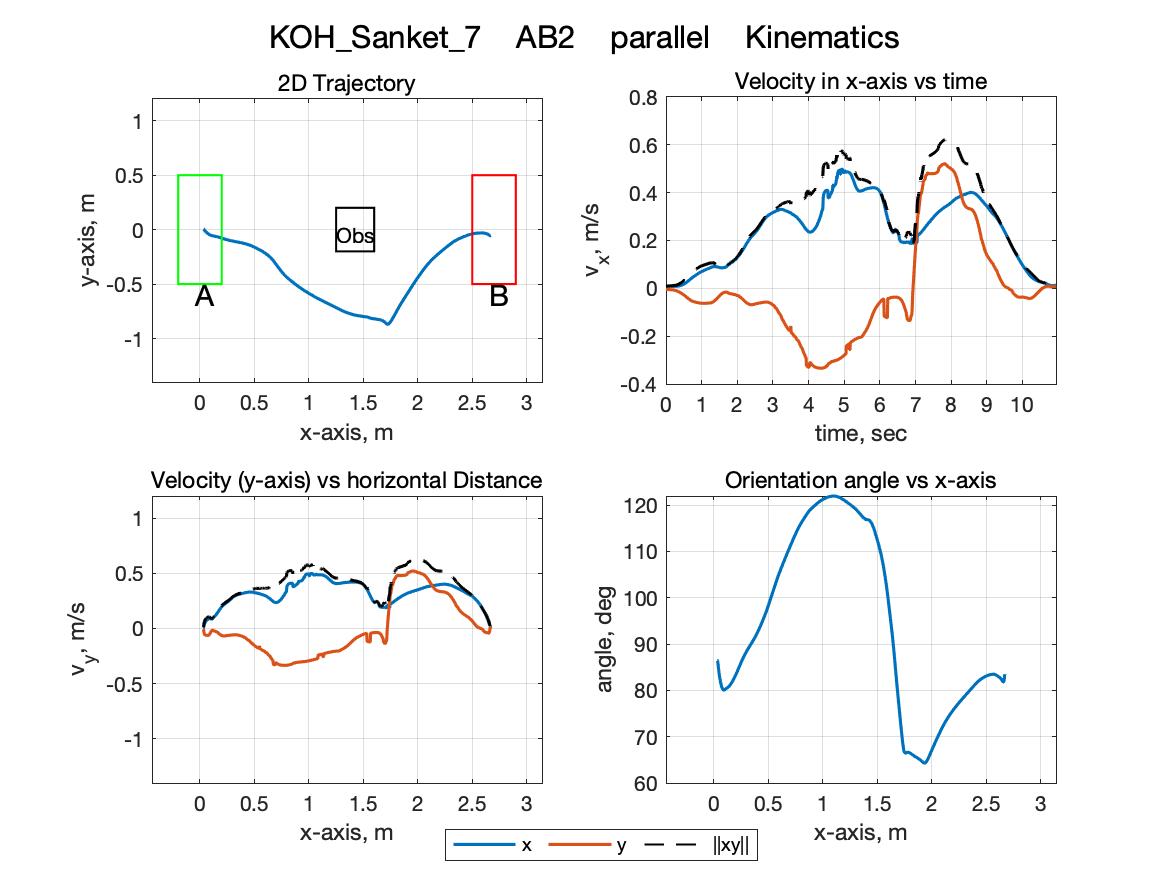 KOH_Sanket_7 AB2 parallel Kinematics
2D Trajectory
1
0.5
0
-0.5
-1
y-axis, m
Obs
A
B
0 0.5 1 1.5 2 2.5 3
x-axis, m
Velocity in x-axis vs time
0.8
0.6
0.4
0.2
0
-0.2
-0.4
v_x, m/s
0 1 2 3 4 5 6 7 8 9 10
time, sec
Velocity (y-axis) vs horizontal Distance
1
0.5
0
-0.5
-1
v_y, m/s
0 0.5 1 1.5 2 2.5 3
x-axis, m
Orientation angle vs x-axis
120
110
100
90
80
70
60
angle, deg
0 0.5 1 1.5 2 2.5 3
x-axis, m
x y ||xy||